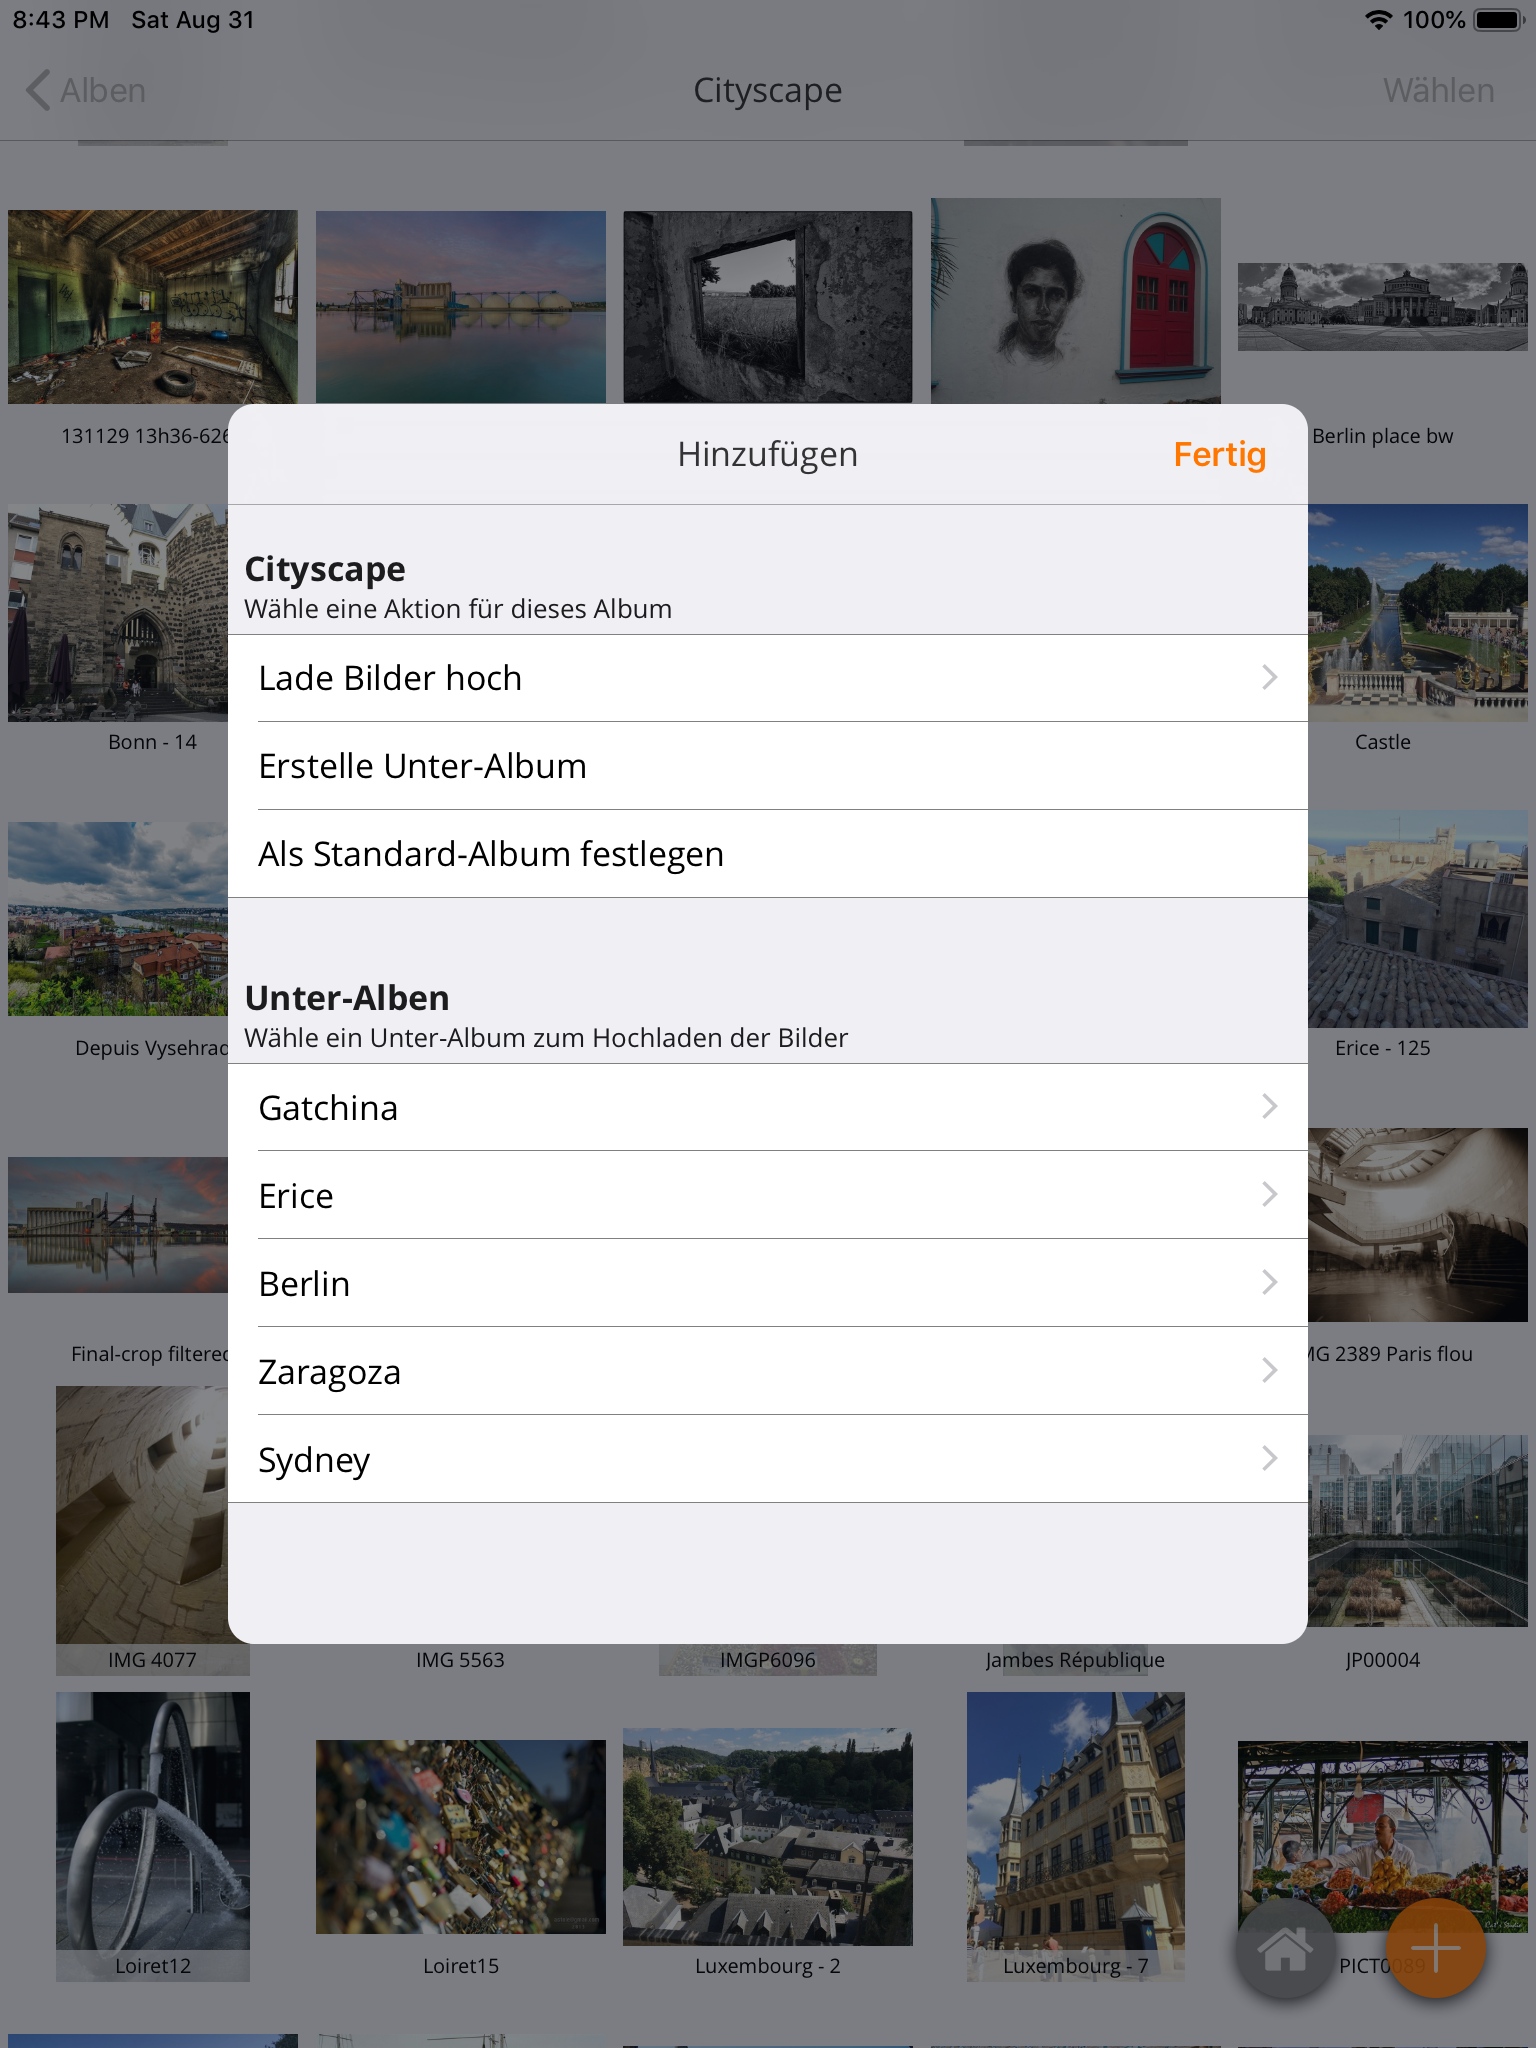 8:43 PM Sat Aug 31
100%
Alben
Cityscape
Wählen
131129 13h36-626
Berlin place bw
Hinzufügen
Fertig
Cityscape
Wähle eine Aktion für dieses Album
Lade Bilder hoch
Erstelle Unter-Album
Als Standard-Album festlegen
Unter-Alben
Wähle ein Unter-Album zum Hochladen der Bilder
Gatchina
Erice
Berlin
Zaragoza
Sydney
Bonn - 14
Castle
Depuis Vysehrad
Erice - 125
Final-crop filtered
MG 2389 Paris flou
IMG 4077
IMG 5563
IMGP6096
Jambes République
JP00004
Loiret12
Loiret15
Luxembourg - 2
Luxembourg - 7
PICT0089